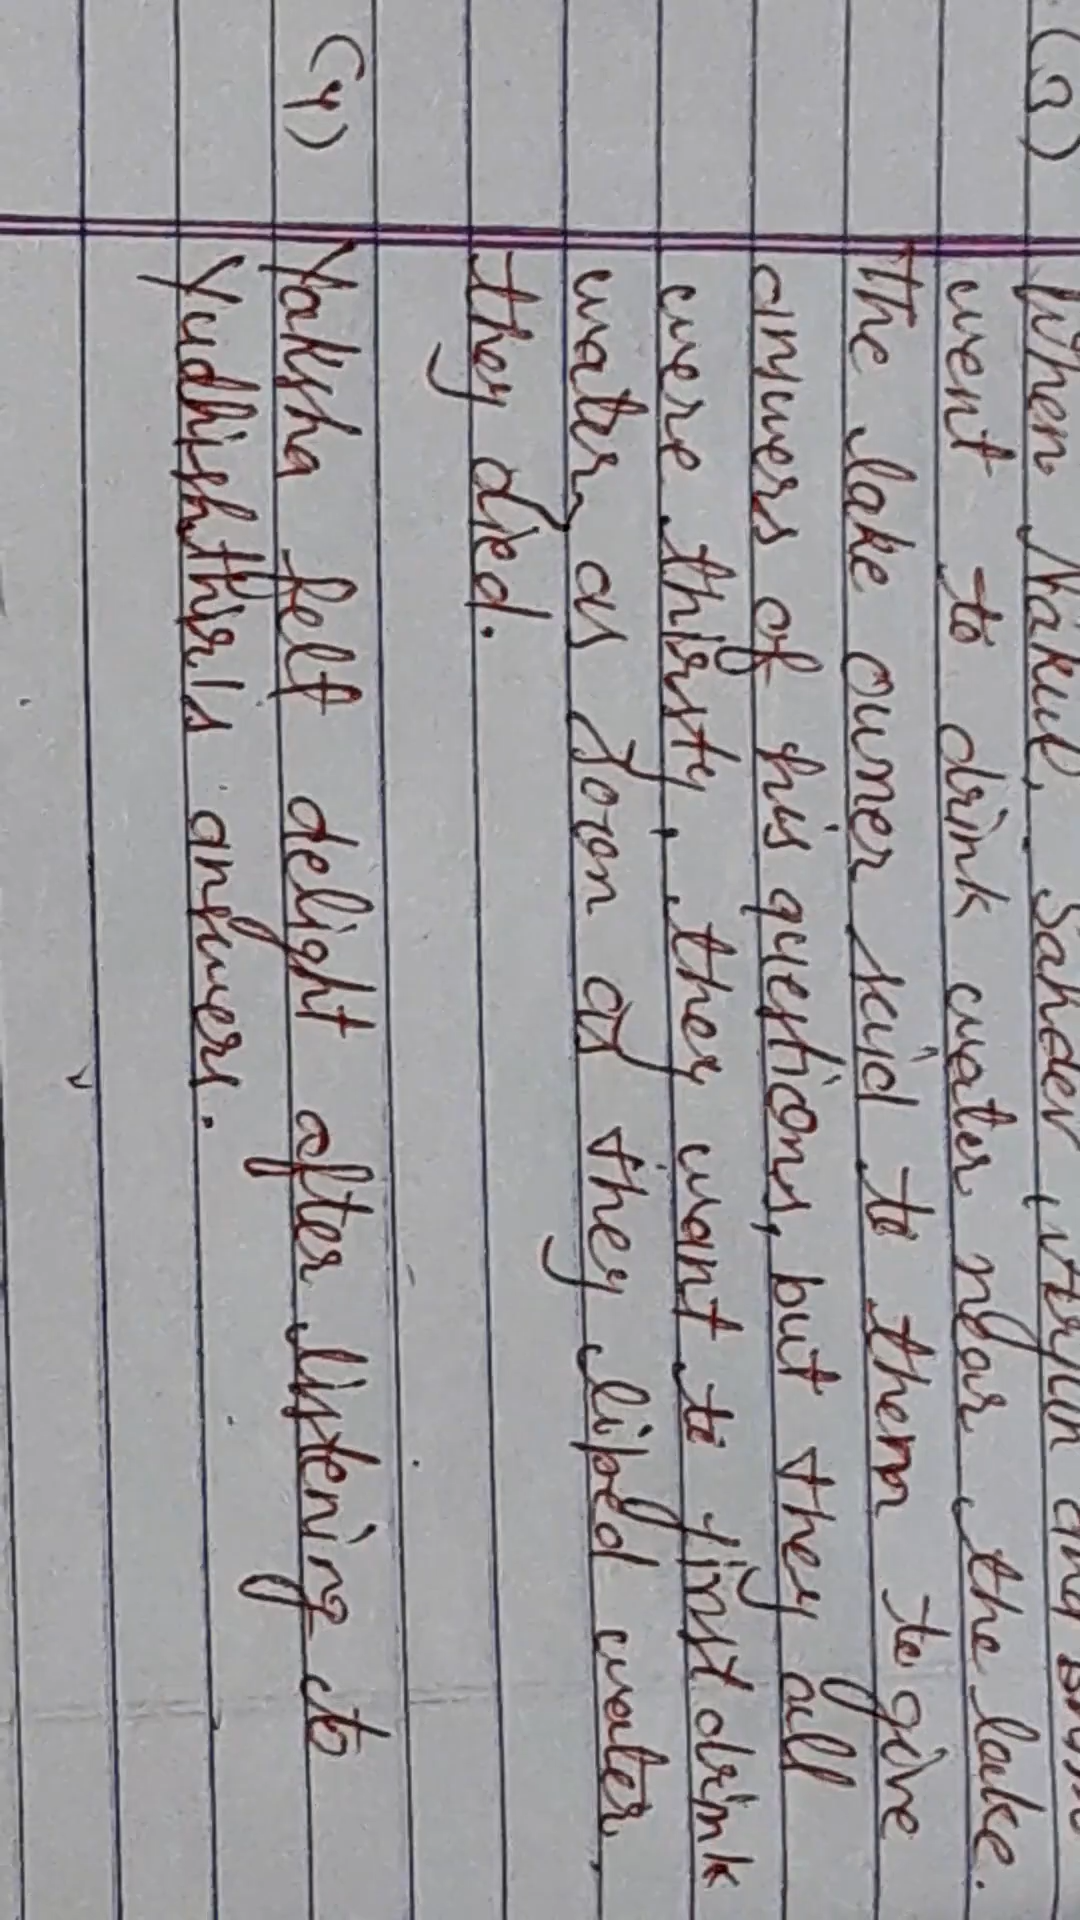 (3) When Nakul, Sahdev, Arjun and Bhim
went to drink water near the lake.
The lake owner said to them to give
answers of his questions, but they all
were thirsty, they want to first drink
water, as soon as they liped water,
they died.
(4) Yaksha felt delight after listening to
Yudhishthir's answers.